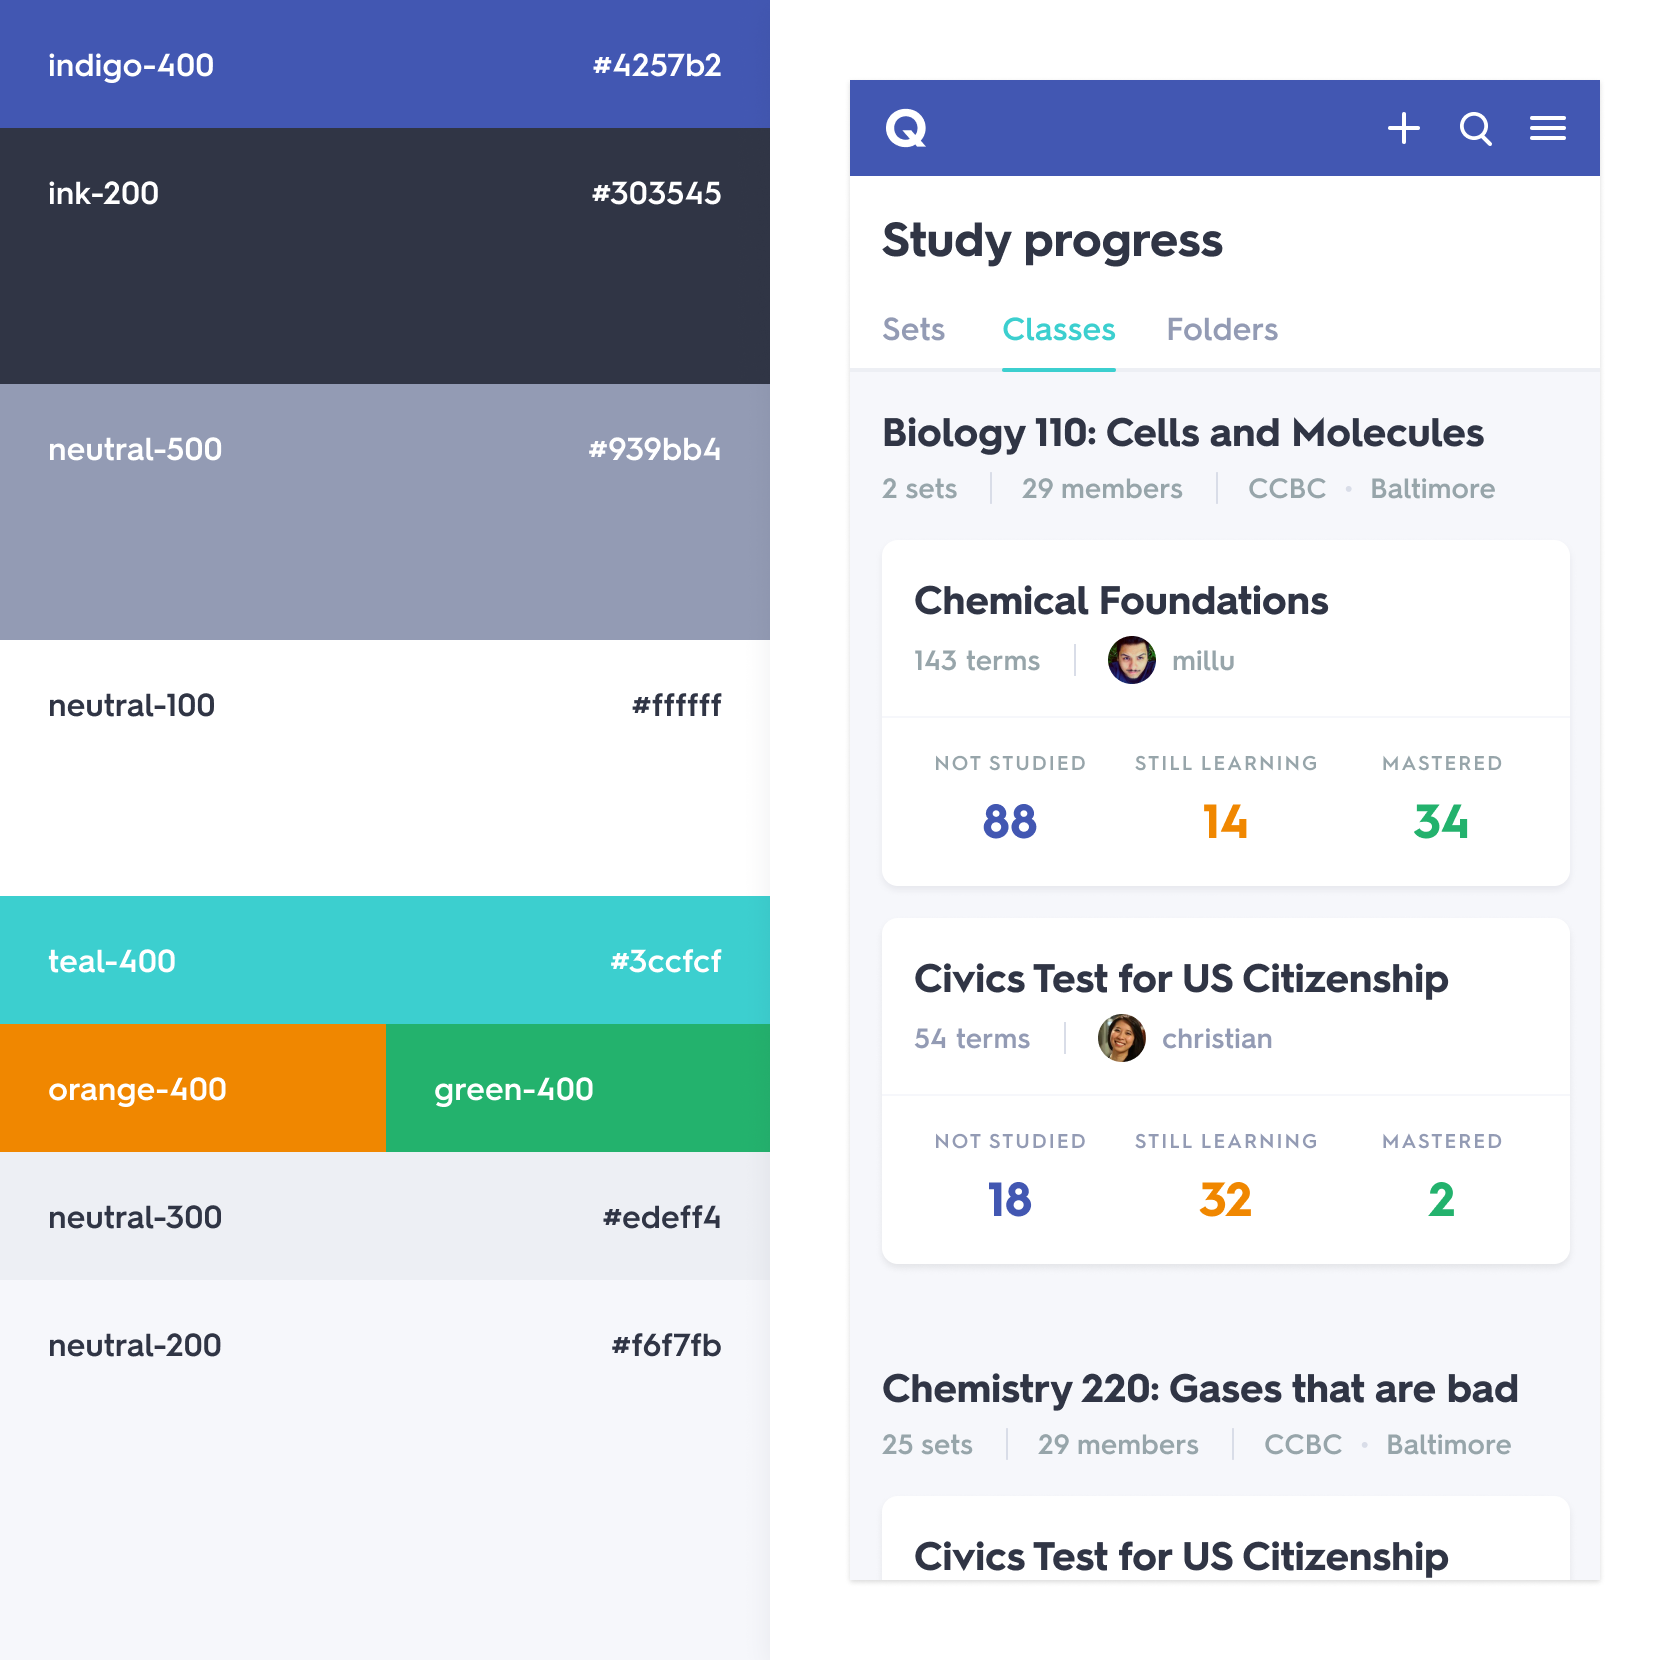 indigo-400 #4257b2
ink-200 #303545
neutral-500 #939bb4
neutral-100 #ffffff
teal-400 #3ccfcf
orange-400 green-400
neutral-300 #edeff4
neutral-200 #f6f7fb
Q
Study progress
Sets Classes Folders
Biology 110: Cells and Molecules
2 sets 29 members CCBC • Baltimore
Chemical Foundations
143 terms millu
NOT STUDIED STILL LEARNING MASTERED
88 14 34
Civics Test for US Citizenship
54 terms christian
NOT STUDIED STILL LEARNING MASTERED
18 32 2
Chemistry 220: Gases that are bad
25 sets 29 members CCBC • Baltimore
Civics Test for US Citizenship